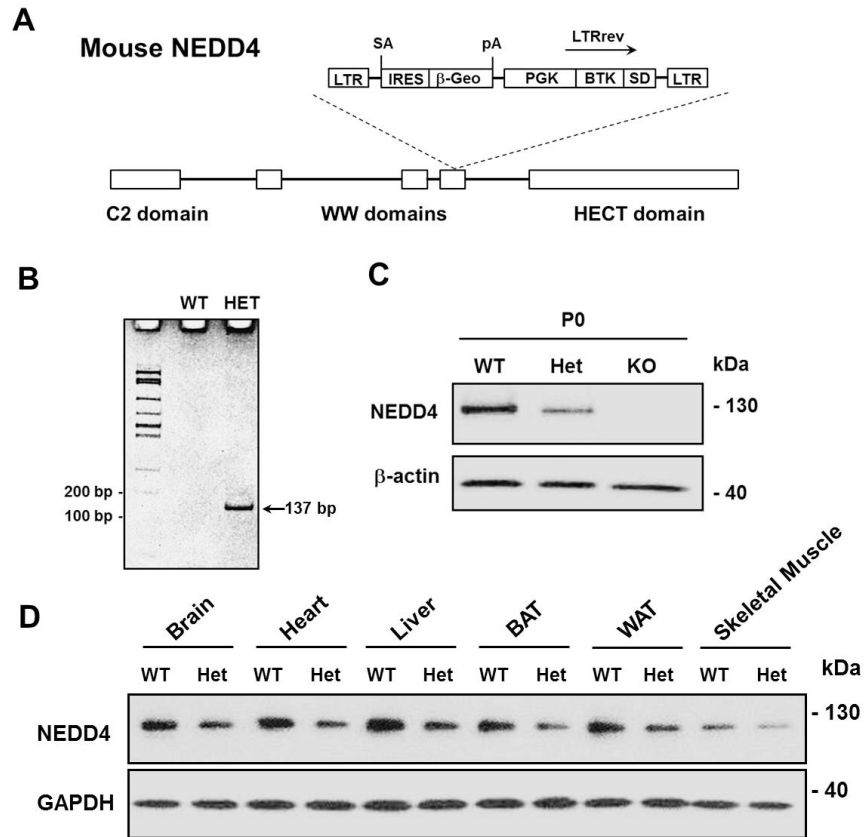 A
Mouse NEDD4
SA pA LTRrev
LTR IRES β-Geo PGK BTK SD LTR
C2 domain WW domains HECT domain
B
WT HET
200 bp -
100 bp -
137 bp
C
P0
WT Het KO kDa
NEDD4 - 130
β-actin - 40
D
Brain Heart Liver BAT WAT Skeletal Muscle
WT Het WT Het WT Het WT Het WT Het WT Het kDa
NEDD4 - 130
GAPDH - 40